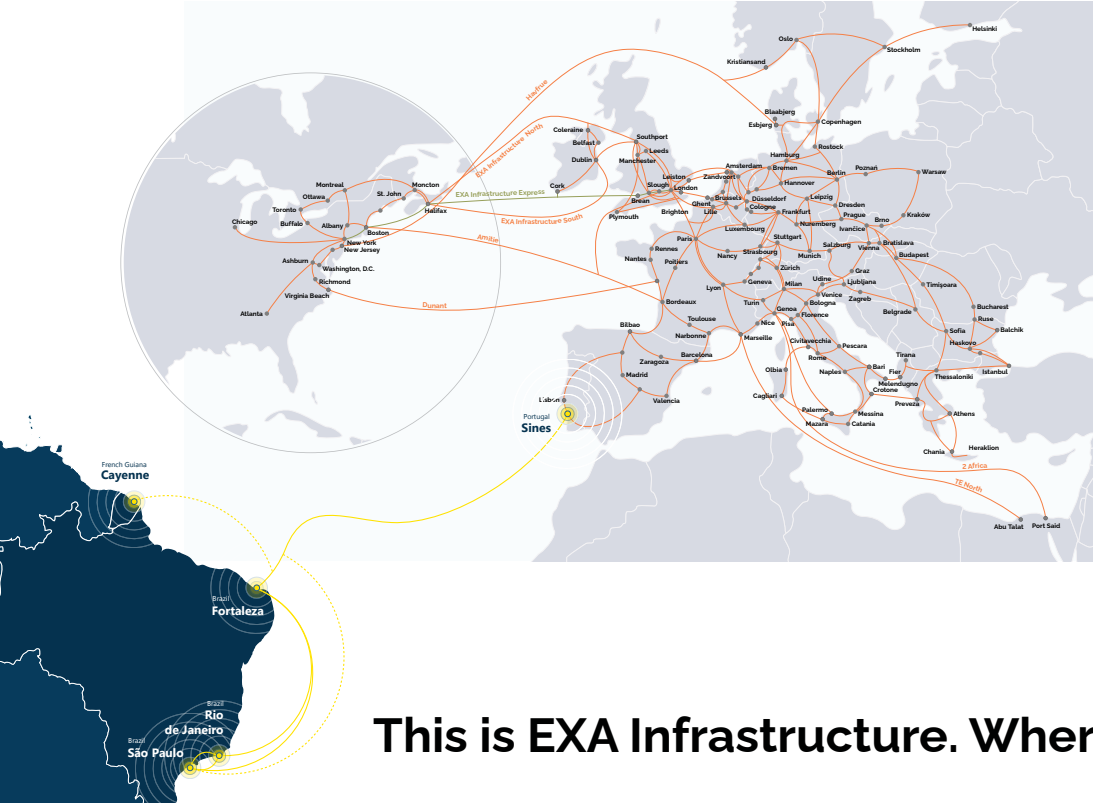 Helsinki
Oslo
Stockholm
Kristiansand
Hadrue
Blaabjerg
Esbjerg
Copenhagen
EXA Infrastructure North
Coleraine
Belfast
Dublin
Southport
Leeds
Manchester
Rostock
Hamburg
Bremen
Amsterdam
Zandvoort
Leiston
Slough
London
Hannover
Berlin
Poznań
Warsaw
Montreal
Ottawa
St. John
Moncton
Halifax
EXA Infrastructure Express
Cork
Brean
Plymouth
Brighton
Ghent
Lille
Brussels
Düsseldorf
Cologne
Frankfurt
Leipzig
Dresden
Prague
Brno
Kraków
Chicago
Toronto
Buffalo
Albany
Boston
EXA Infrastructure South
Amitie
New York
New Jersey
Ashburn
Washington, D.C.
Richmond
Virginia Beach
Atlanta
Dunant
Luxembourg
Nuremberg
Ivančice
Paris
Rennes
Nantes
Poitiers
Nancy
Strasbourg
Stuttgart
Munich
Salzburg
Vienna
Bratislava
Budapest
Zürich
Geneva
Lyon
Milan
Udine
Ljubljana
Graz
Venice
Zagreb
Timișoara
Bordeaux
Turin
Genoa
Bologna
Belgrade
Bucharest
Ruse
Balchik
Toulouse
Narbonne
Nice
Pisa
Florence
Marseille
Sofia
Haskovo
Istanbul
Bilbao
Zaragoza
Barcelona
Madrid
Civitavecchia
Rome
Pescara
Naples
Bari
Tirana
Fier
Melendugno
Crotone
Thessaloniki
Olbia
Cagliari
Lisbon
Valencia
Preveza
Palermo
Mazara
Messina
Catania
Athens
Portugal
Sines
Chania
Heraklion
2 Africa
TE North
Abu Talat
Port Said
French Guiana
Cayenne
Brazil
Fortaleza
Brazil
Rio
de Janeiro
Brazil
São Paulo
This is EXA Infrastructure. Wher